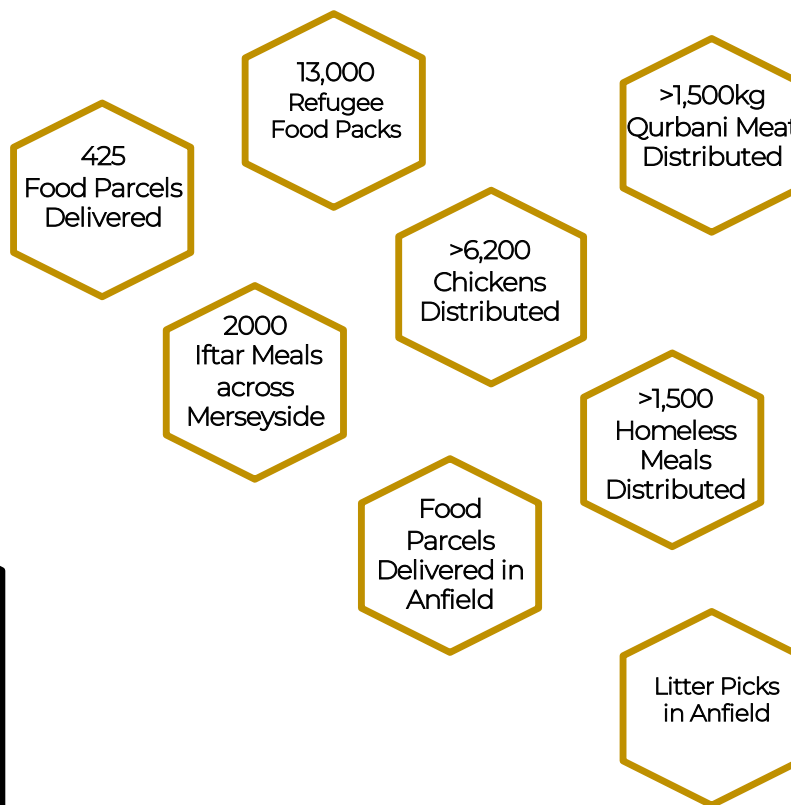 13,000
Refugee
Food Packs
>1,500kg
Qurbani Meat
Distributed
425
Food Parcels
Delivered
>6,200
Chickens
Distributed
2000
Iftar Meals
across
Merseyside
>1,500
Homeless
Meals
Distributed
Food
Parcels
Delivered in
Anfield
Litter Picks
in Anfield